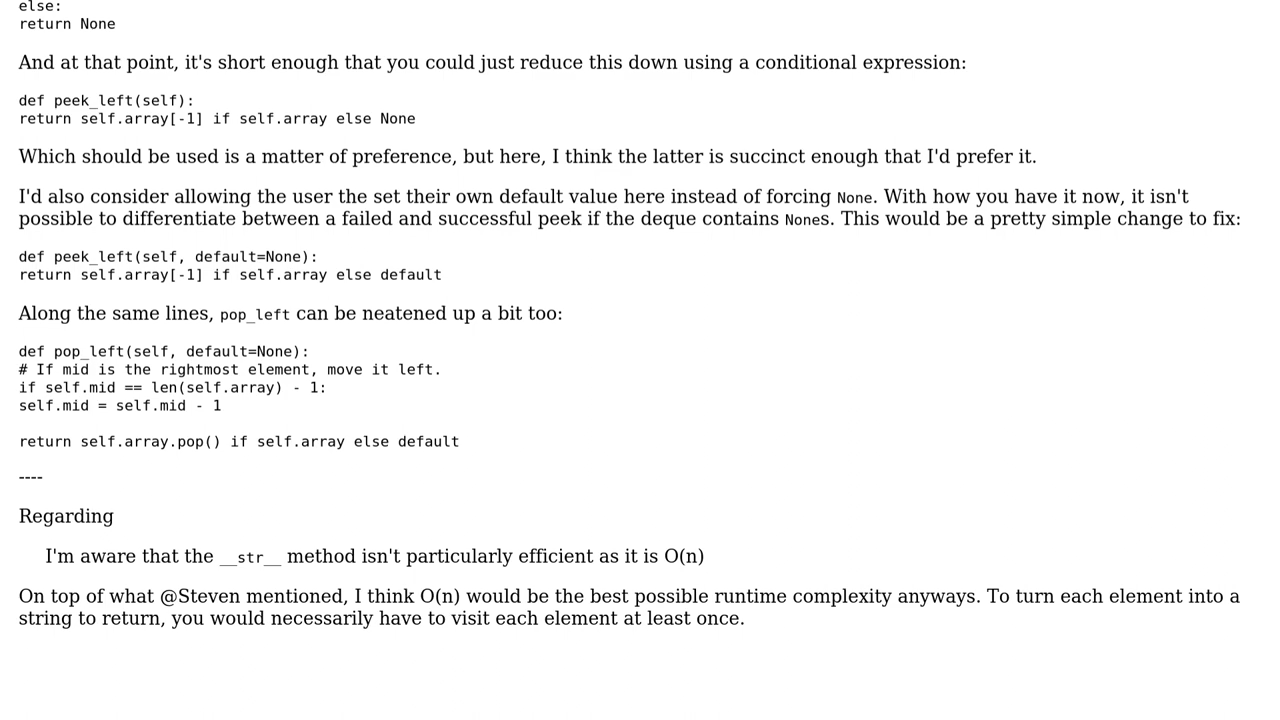 else:
return None
And at that point, it's short enough that you could just reduce this down using a conditional expression:
def peek_left(self):
return self.array[-1] if self.array else None
Which should be used is a matter of preference, but here, I think the latter is succinct enough that I'd prefer it.
I'd also consider allowing the user the set their own default value here instead of forcing None. With how you have it now, it isn't
possible to differentiate between a failed and successful peek if the deque contains Nones. This would be a pretty simple change to fix:
def peek_left(self, default=None):
return self.array[-1] if self.array else default
Along the same lines, pop_left can be neatened up a bit too:
def pop_left(self, default=None):
# If mid is the rightmost element, move it left.
if self.mid == len(self.array) - 1:
self.mid = self.mid - 1
return self.array.pop() if self.array else default
----
Regarding
I'm aware that the __str__ method isn't particularly efficient as it is O(n)
On top of what @Steven mentioned, I think O(n) would be the best possible runtime complexity anyways. To turn each element into a
string to return, you would necessarily have to visit each element at least once.